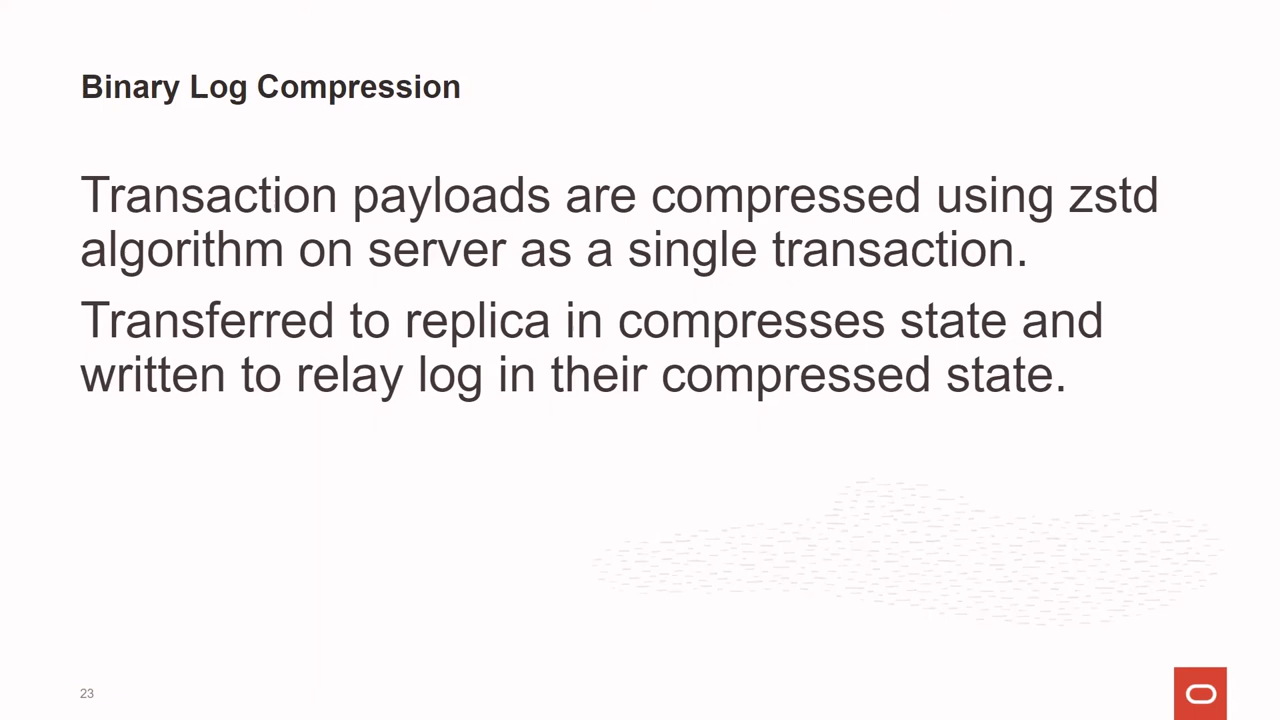 Binary Log Compression
Transaction payloads are compressed using zstd
algorithm on server as a single transaction.
Transferred to replica in compresses state and
written to relay log in their compressed state.
23